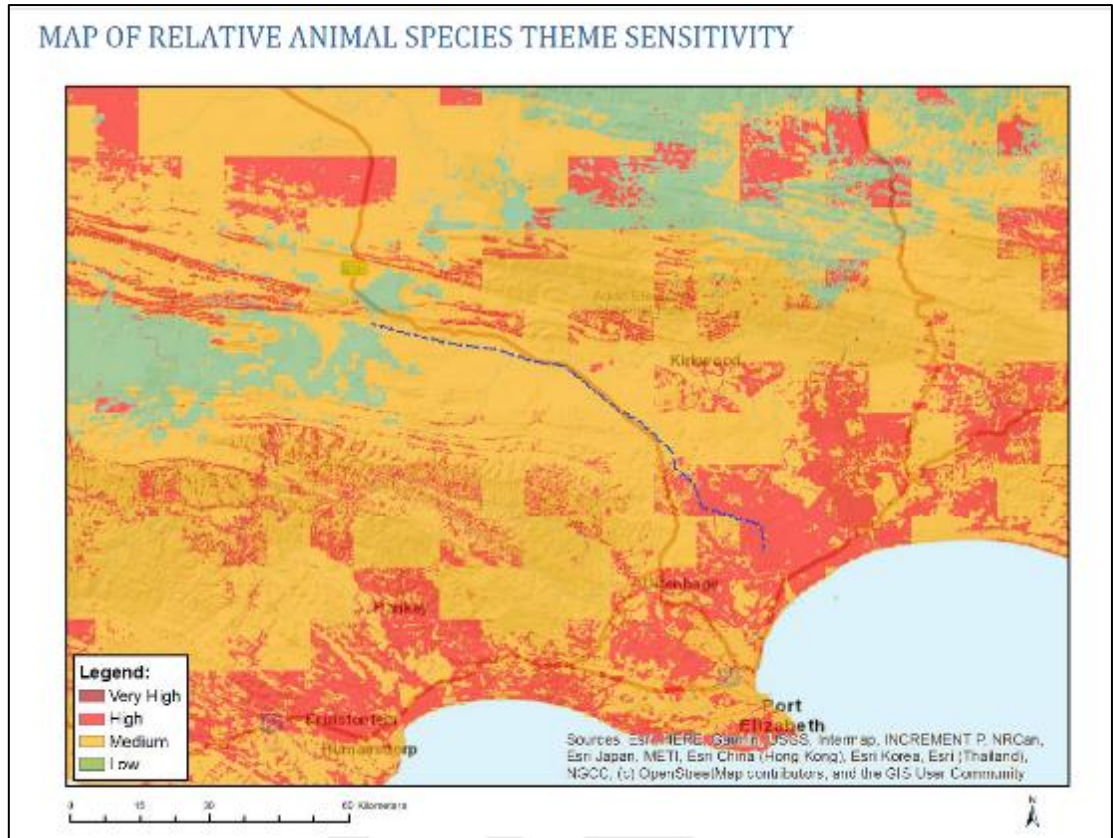 MAP OF RELATIVE ANIMAL SPECIES THEME SENSITIVITY
Kirkwood
Port
Elizabeth
Legend:
Very High
High
Medium
Low
Sources: Esri, HERE, Garmin, USGS, Intermap, INCREMENT P, NRCan,
Esri Japan, METI, Esri China (Hong Kong), Esri Korea, Esri (Thailand),
NGCC, (c) OpenStreetMap contributors, and the GIS User Community
0 15 30 60 Kilometers
N